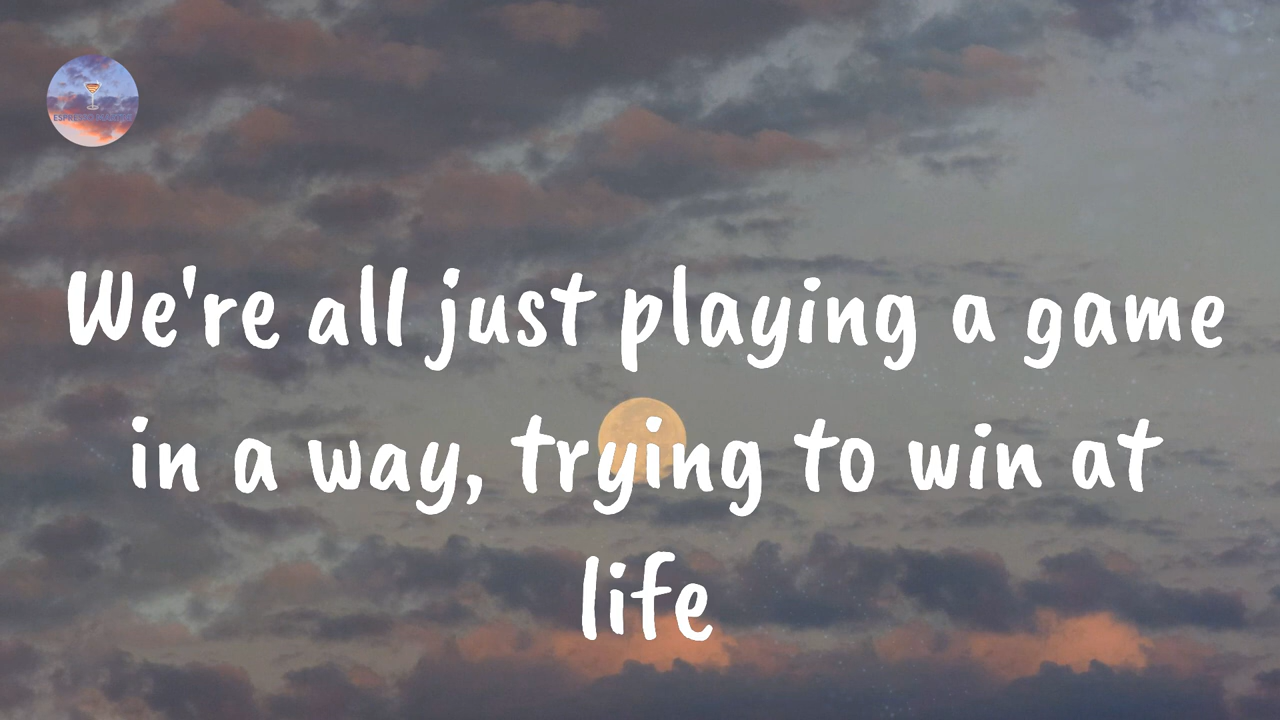 We're all just playing a game
in a way, trying to win at
life